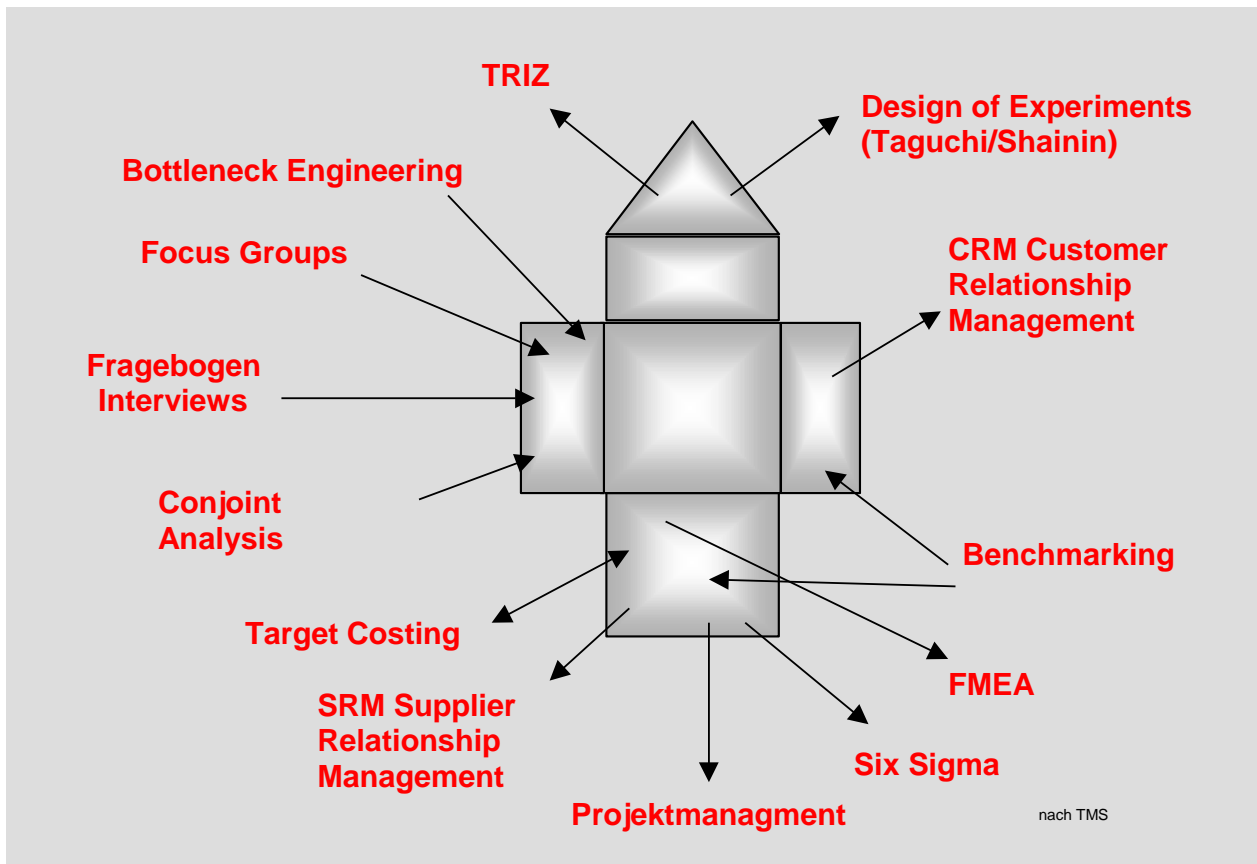 TRIZ
Design of Experiments
(Taguchi/Shainin)
Bottleneck Engineering
Focus Groups
CRM Customer
Relationship
Management
Fragebogen
Interviews
Conjoint
Analysis
Benchmarking
Target Costing
FMEA
SRM Supplier
Relationship
Management
Six Sigma
Projektmanagment
nach TMS